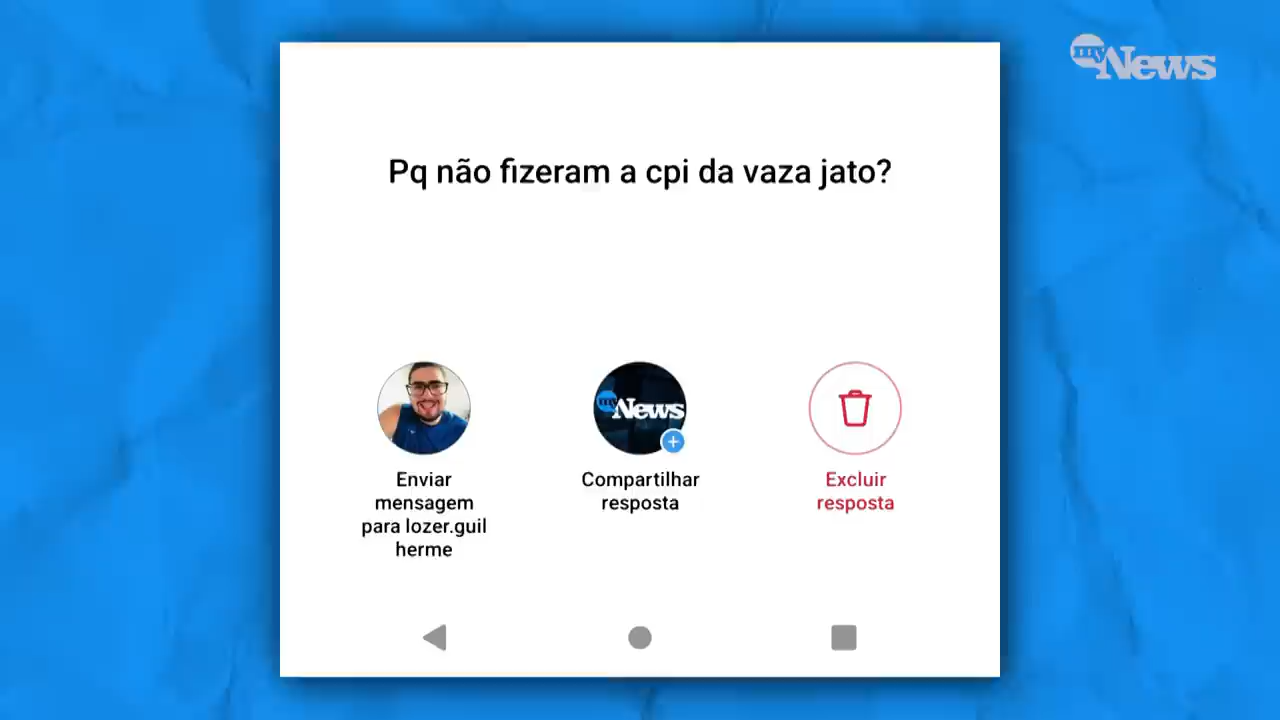 myNews
Pq não fizeram a cpi da vaza jato?
myNews
Enviar
mensagem
para lozer.guil
herme
Compartilhar
resposta
Excluir
resposta